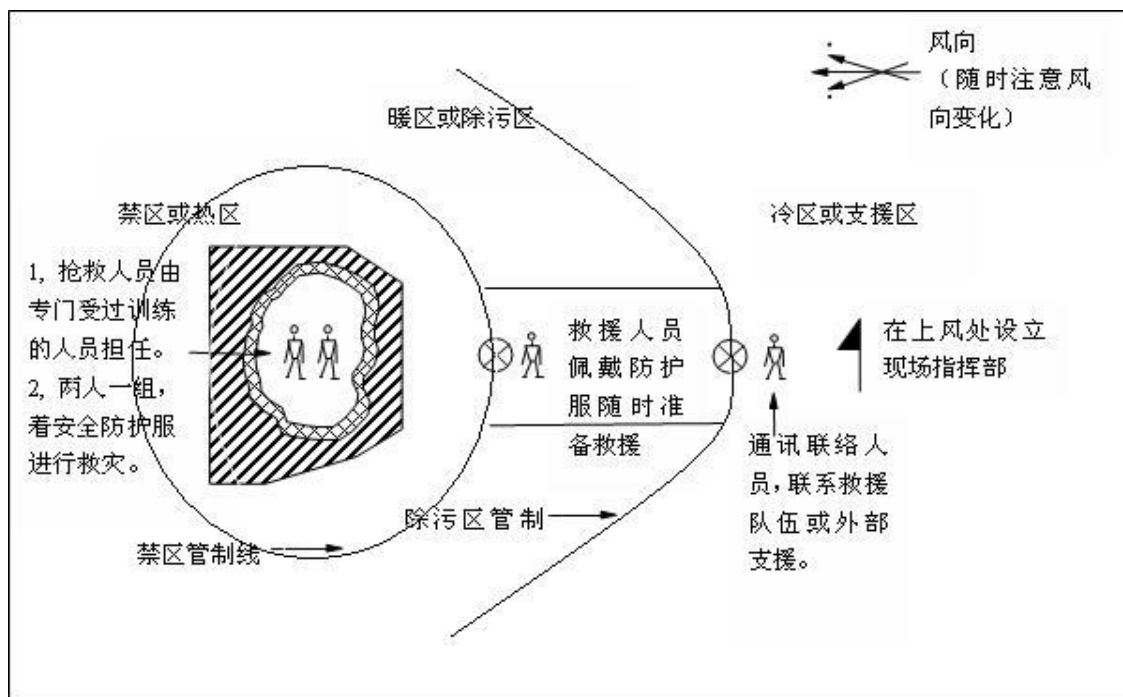 风向
（随时注意风
向变化）
暖区或除污区
禁区或热区
冷区或支援区
1, 抢救人员由
专门受过训练
的人员担任。
2, 两人一组，
着安全防护服
进行救灾。
救援人员
佩戴防护
服随时准
备救援
在上风处设立
现场指挥部
通讯联络人
员，联系救援
队伍或外部
支援。
除污区管制
禁区管制线